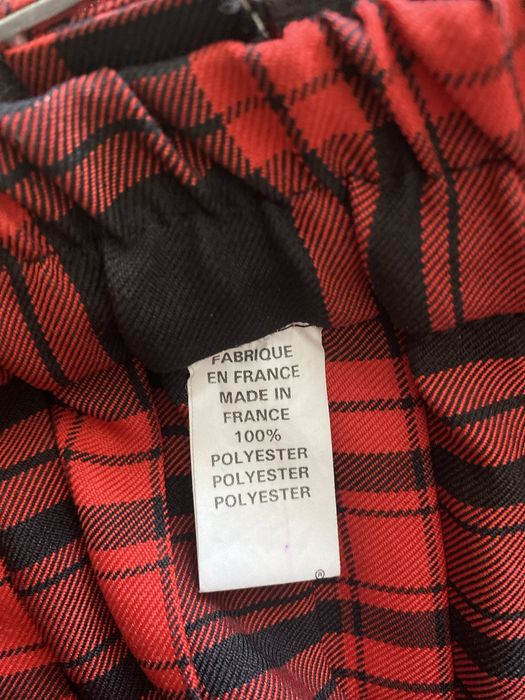 FABRIQUE
EN FRANCE
MADE IN
FRANCE
100%
POLYESTER
POLYESTER
POLYESTER
®